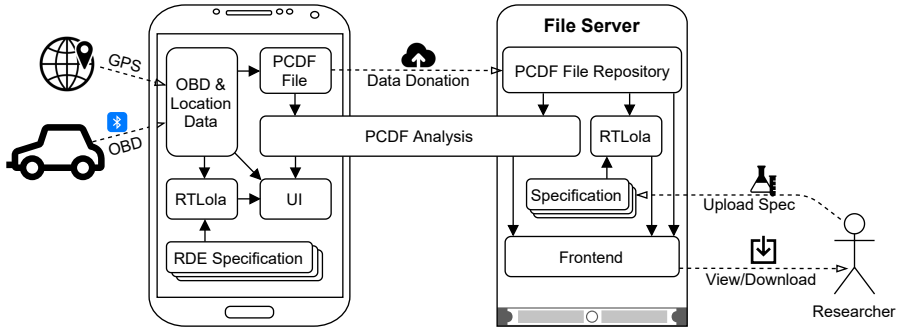 File Server
GPS
OBD
OBD &
Location
Data
PCDF
File
Data Donation
PCDF File Repository
PCDF Analysis
RTLola
RTLola
UI
Specification
Upload Spec
RDE Specification
Frontend
View/Download
Researcher